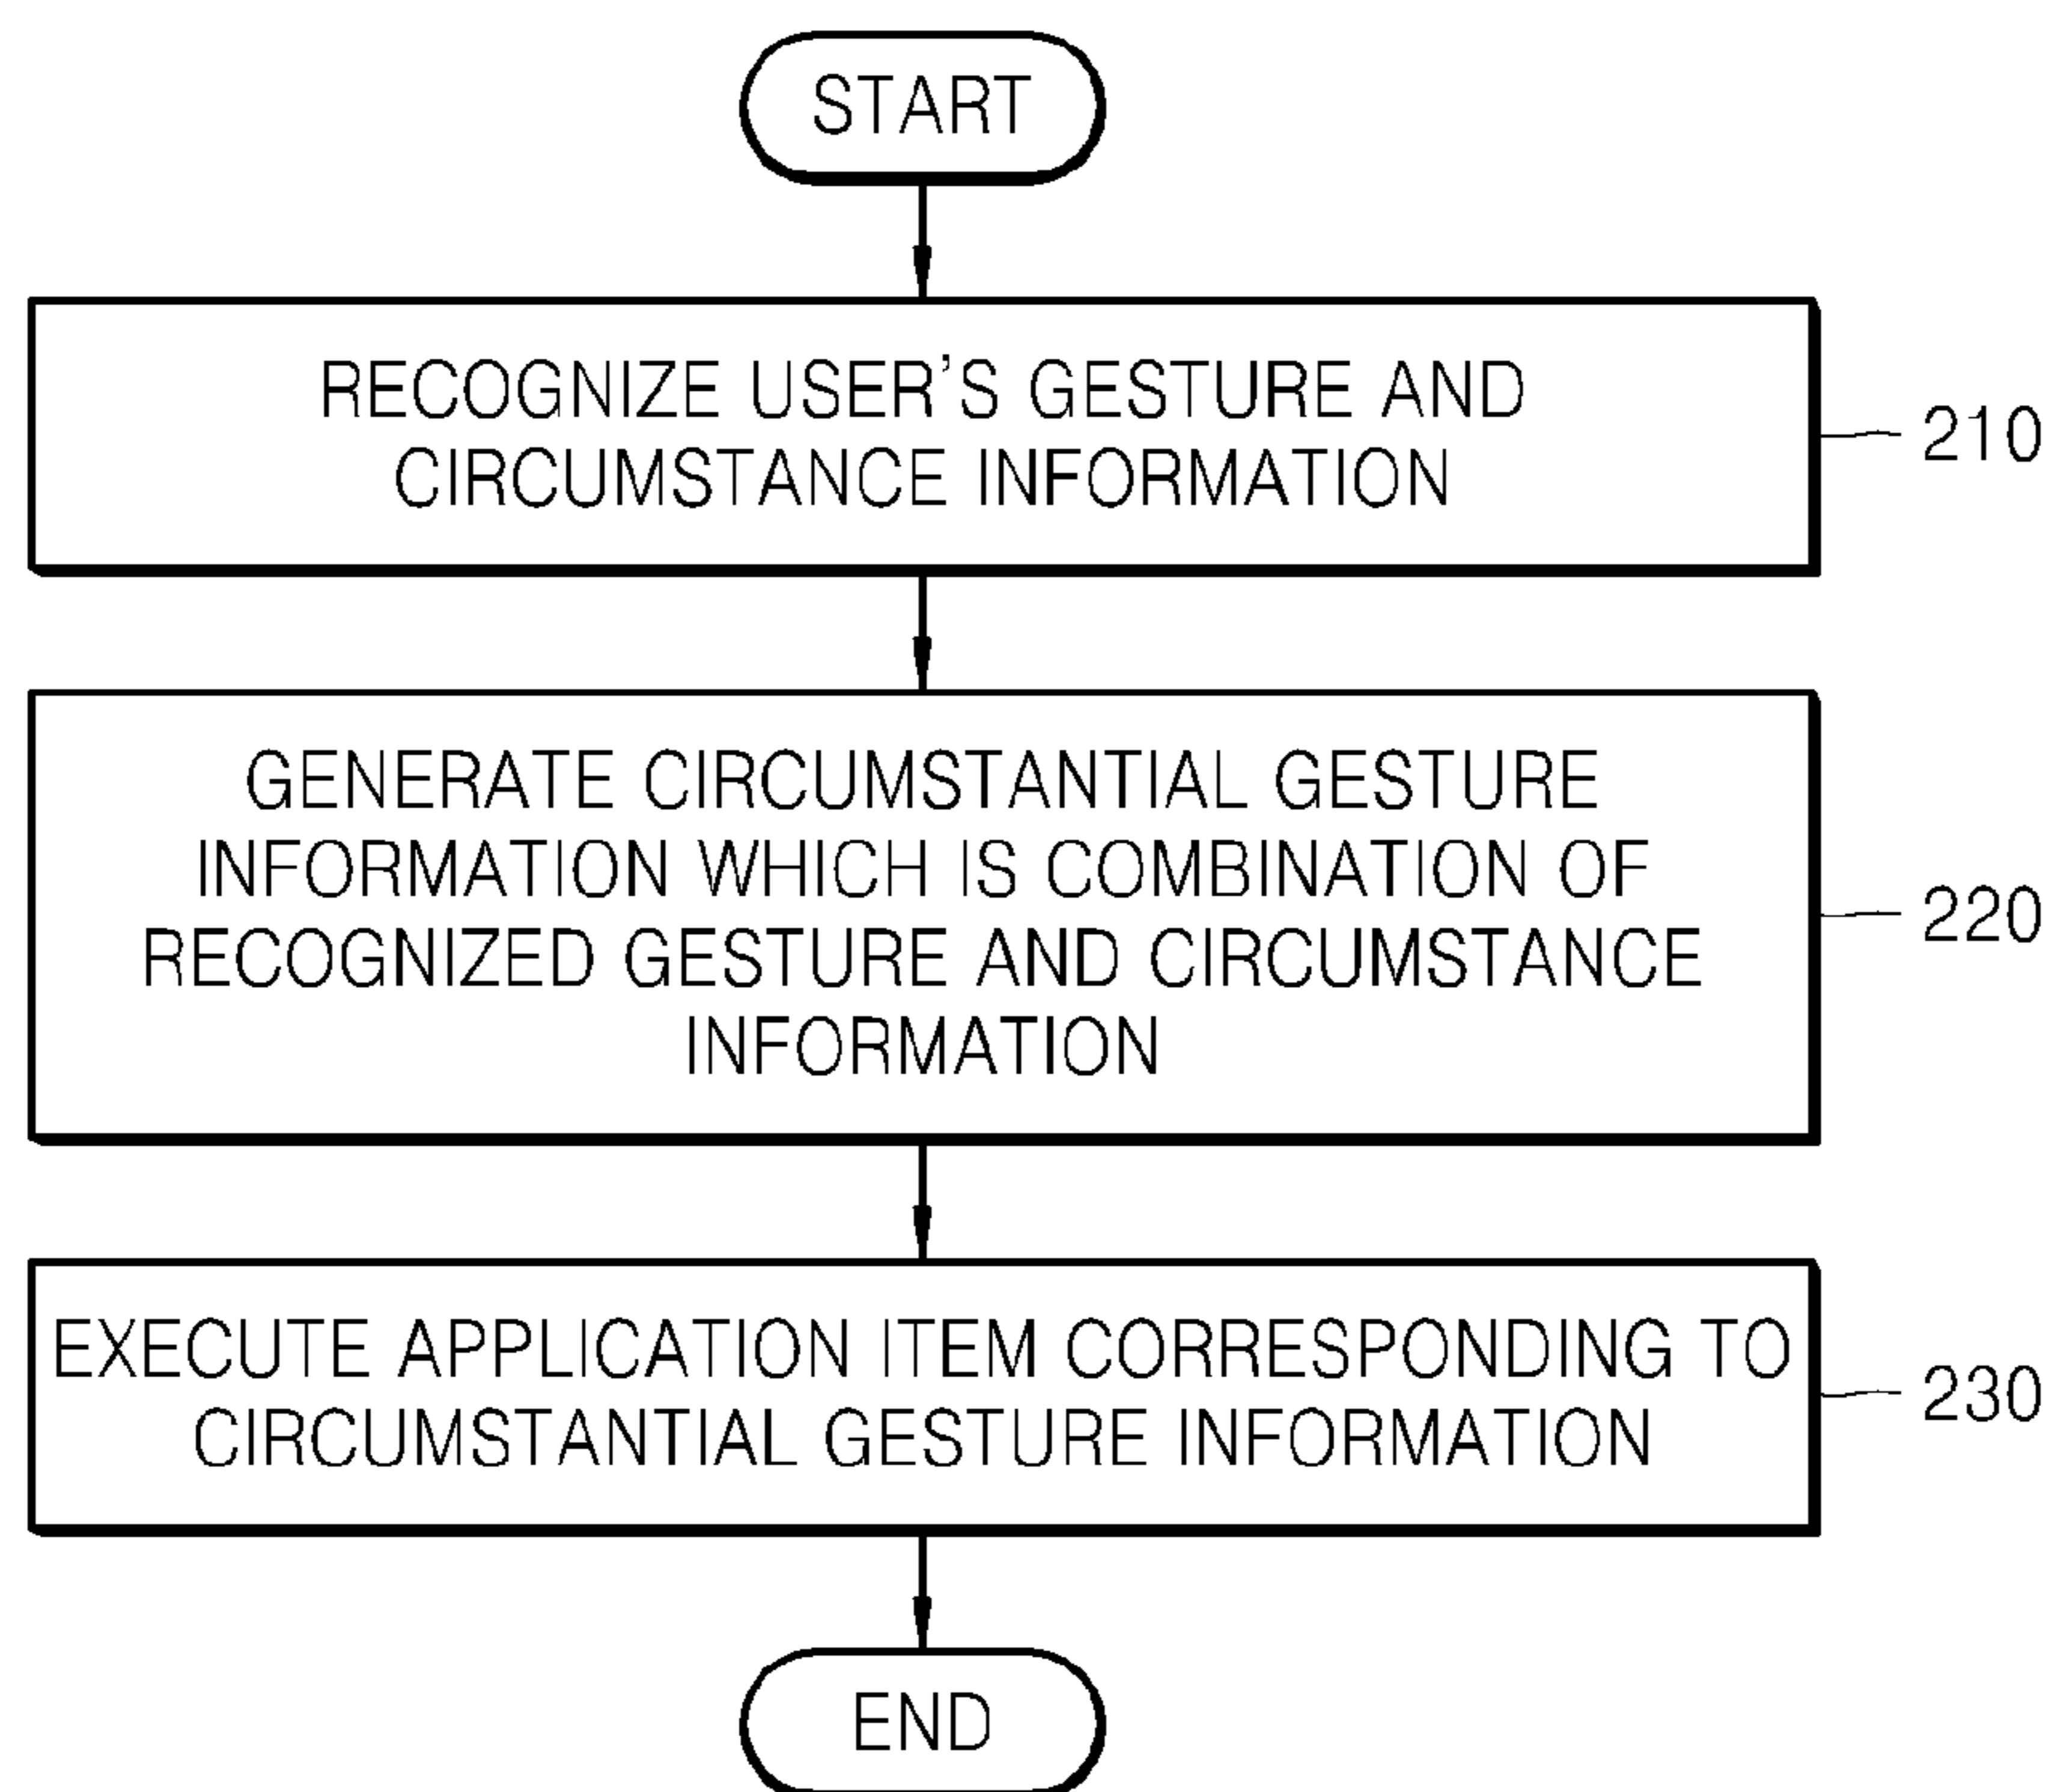 START
RECOGNIZE USER'S GESTURE AND
CIRCUMSTANCE INFORMATION
210
GENERATE CIRCUMSTANTIAL GESTURE
INFORMATION WHICH IS COMBINATION OF
RECOGNIZED GESTURE AND CIRCUMSTANCE
INFORMATION
220
EXECUTE APPLICATION ITEM CORRESPONDING TO
CIRCUMSTANTIAL GESTURE INFORMATION
230
END